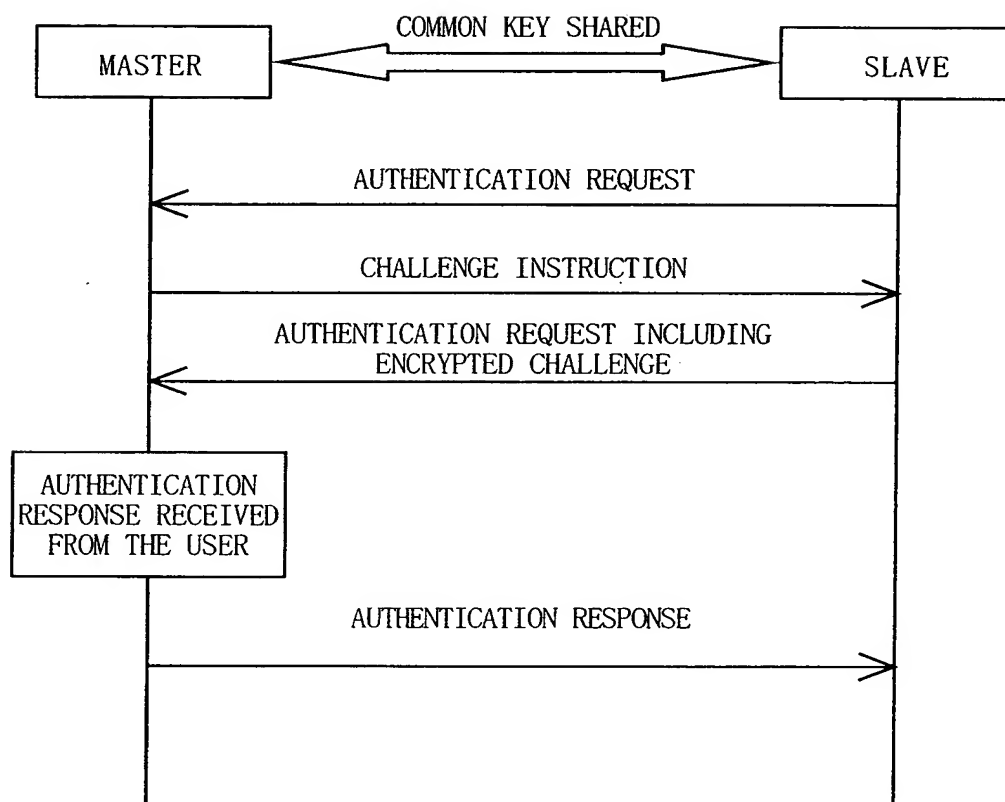 COMMON KEY SHARED
MASTER
SLAVE
AUTHENTICATION REQUEST
CHALLENGE INSTRUCTION
AUTHENTICATION REQUEST INCLUDING
ENCRYPTED CHALLENGE
AUTHENTICATION
RESPONSE RECEIVED
FROM THE USER
AUTHENTICATION RESPONSE